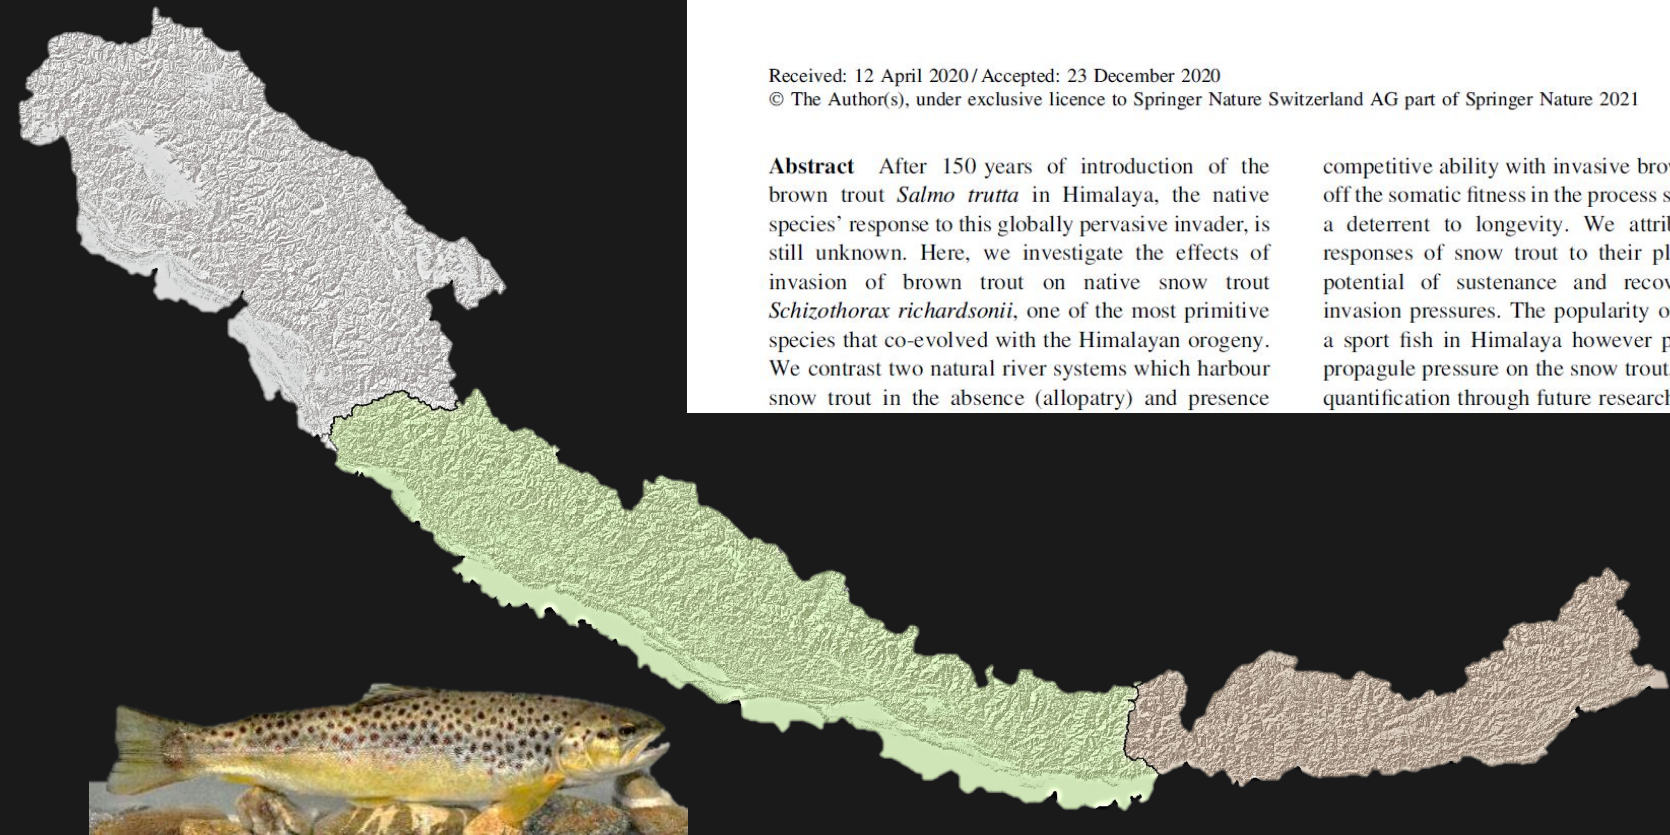 Received: 12 April 2020 / Accepted: 23 December 2020
© The Author(s), under exclusive licence to Springer Nature Switzerland AG part of Springer Nature 2021
Abstract After 150 years of introduction of the
brown trout Salmo trutta in Himalaya, the native
species' response to this globally pervasive invader, is
still unknown. Here, we investigate the effects of
invasion of brown trout on native snow trout
Schizothorax richardsonii, one of the most primitive
species that co-evolved with the Himalayan orogeny.
We contrast two natural river systems which harbour
snow trout in the absence (allopatry) and presence
competitive ability with invasive
off the somatic fitness in the process
a deterrent to longevity. We
responses of snow trout to their
potential of sustenance and
invasion pressures. The popularity
a sport fish in Himalaya however
propagule pressure on the snow trout
quantification through future